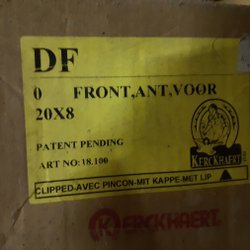 DF
0 FRONT,ANT,VOOR
20X8
PATENT PENDING
ART NO: 18.100
KERCKHAERT
CLIPPED-AVEC PINCON-MIT KAPPE-MET LIP
KERCKHAERT